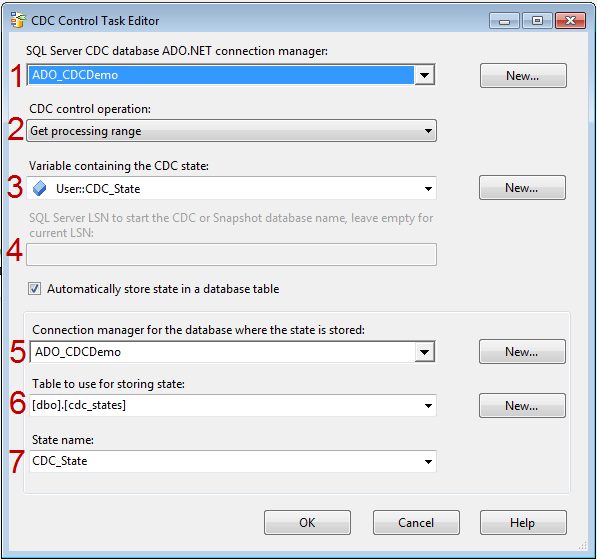 CDC Control Task Editor
SQL Server CDC database ADO.NET connection manager:
1 ADO_CDCDemo New...
CDC control operation:
2 Get processing range
Variable containing the CDC state:
3 User::CDC_State New...
SQL Server LSN to start the CDC or Snapshot database name, leave empty for
current LSN:
4
Automatically store state in a database table
Connection manager for the database where the state is stored:
5 ADO_CDCDemo New...
Table to use for storing state:
6 [dbo].[cdc_states] New...
State name:
7 CDC_State
OK Cancel Help